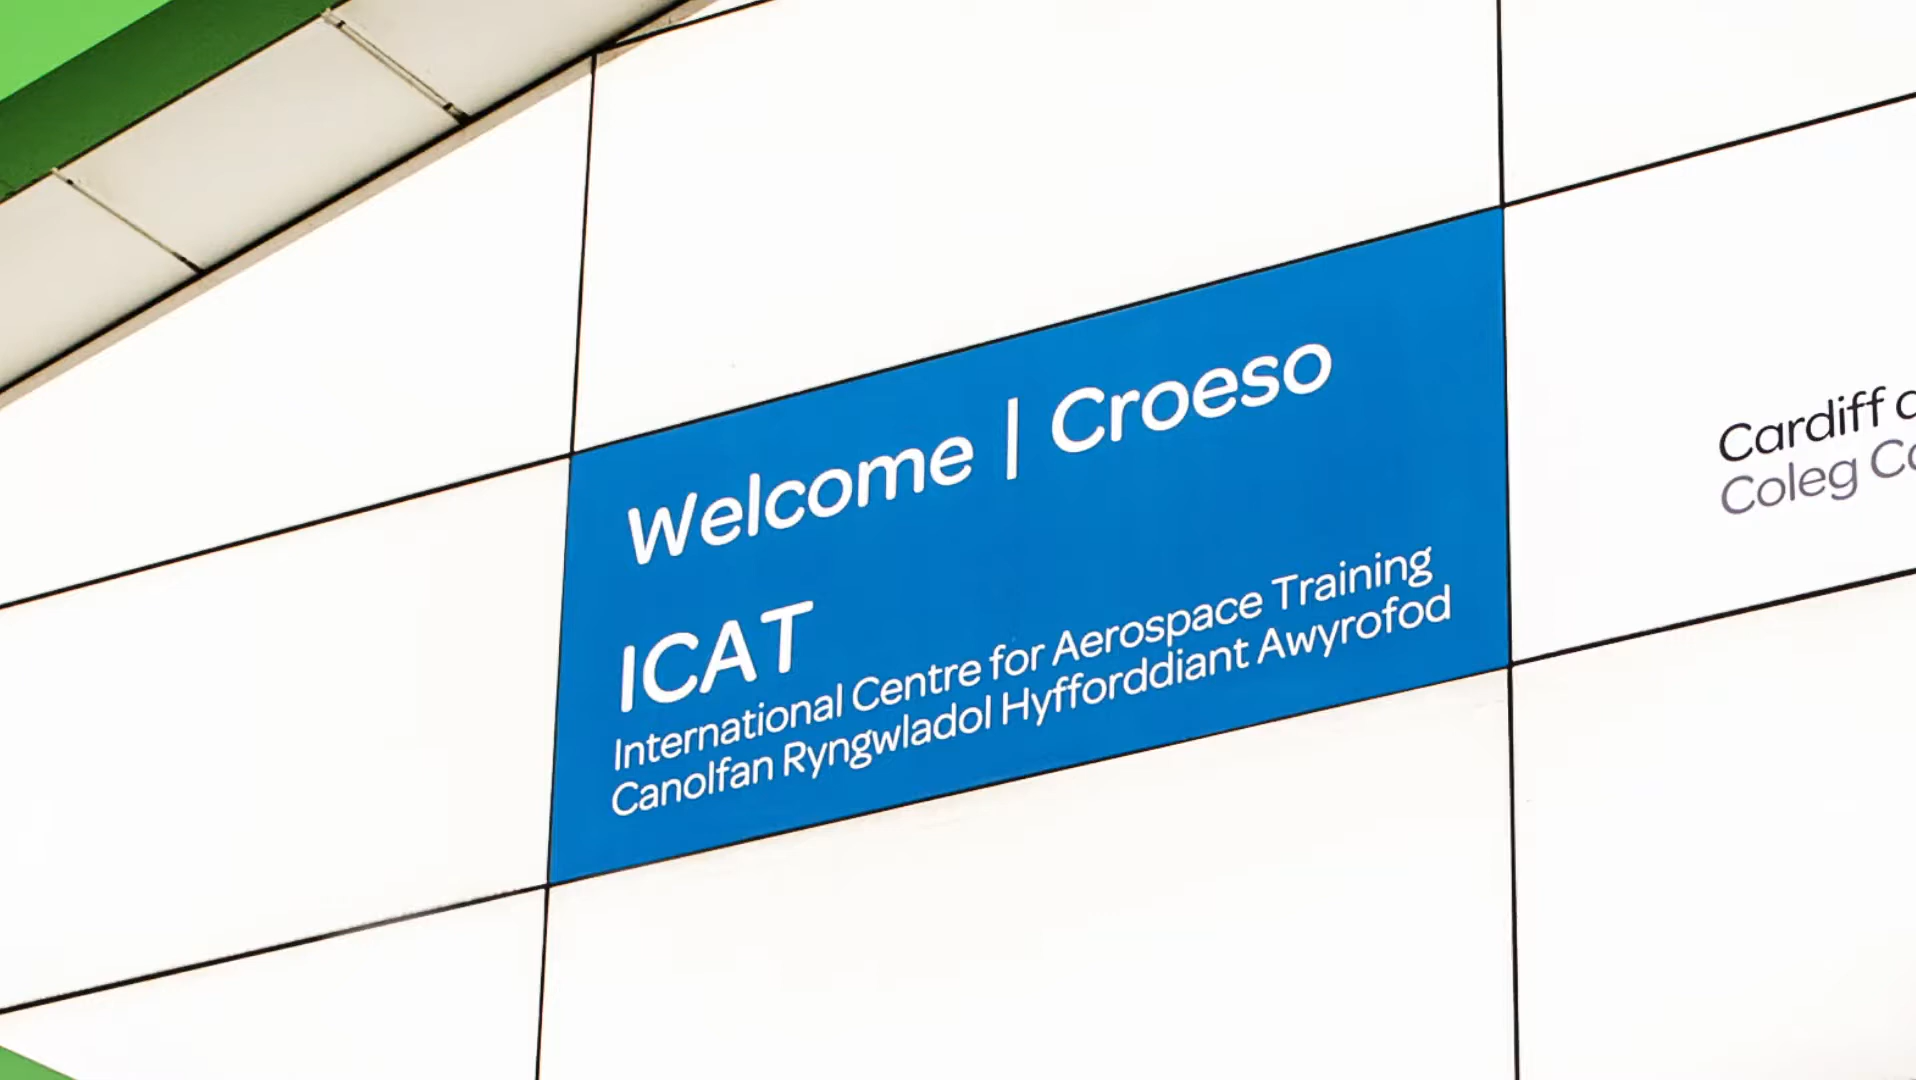 Welcome | Croeso
ICAT
International Centre for Aerospace Training
Canolfan Ryngwladol Hyfforddiant Awyrofod
Cardiff
Coleg